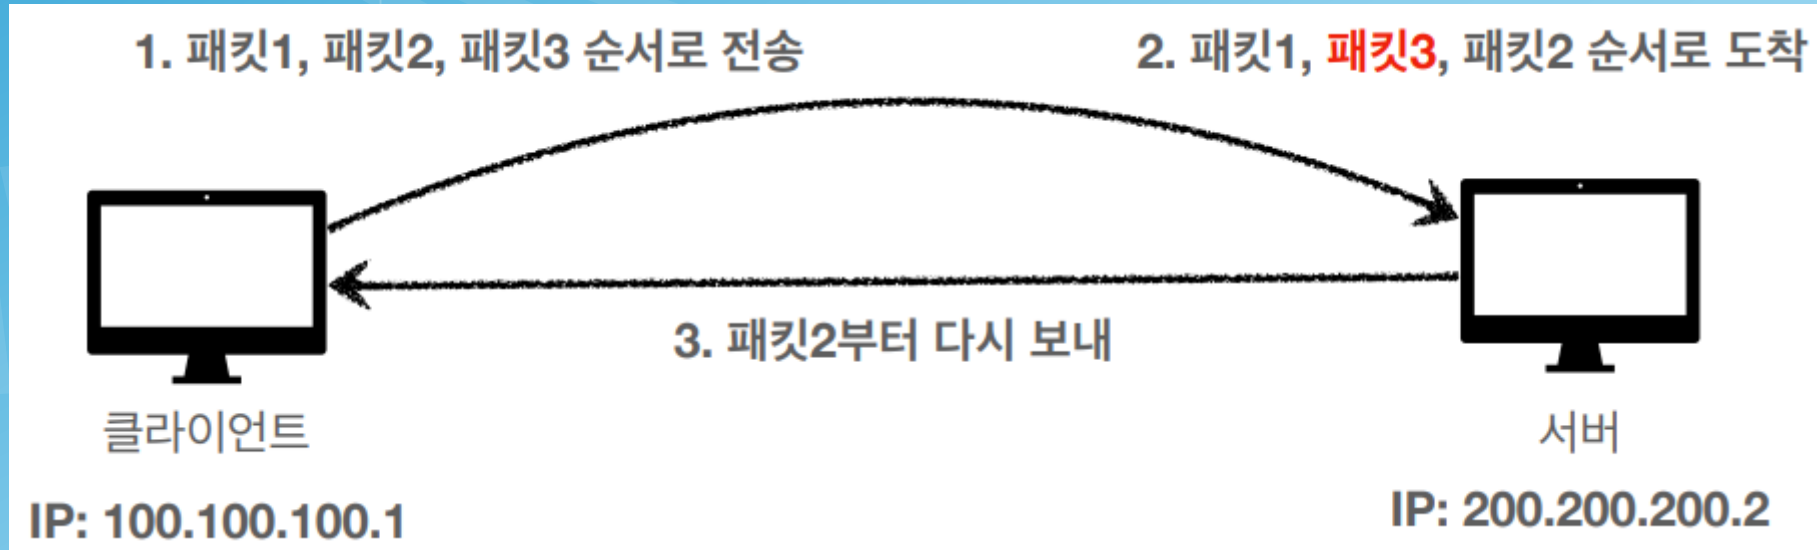 1. 패킷1, 패킷2, 패킷3 순서로 전송
2. 패킷1, 패킷3, 패킷2 순서로 도착
3. 패킷2부터 다시 보내
클라이언트
서버
IP: 100.100.100.1
IP: 200.200.200.2